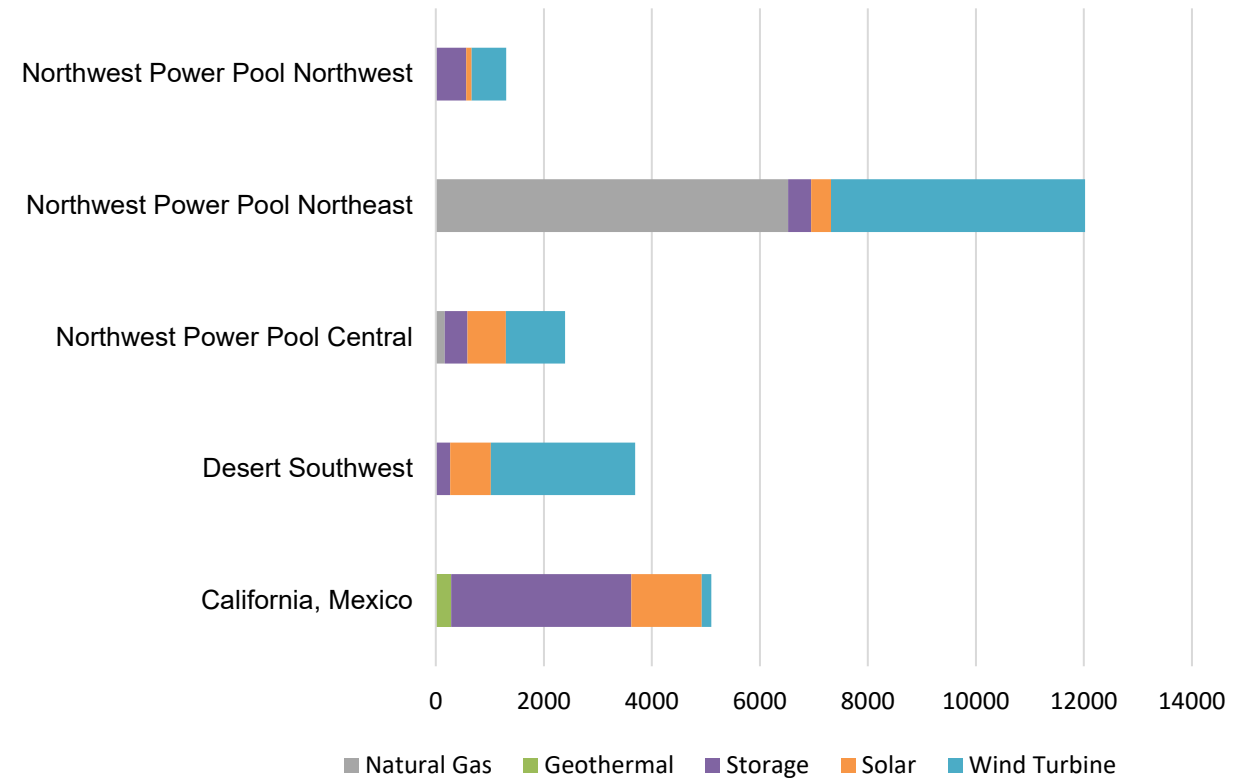 Northwest Power Pool Northwest
Northwest Power Pool Northeast
Northwest Power Pool Central
Desert Southwest
California, Mexico
0 2000 4000 6000 8000 10000 12000 14000
Natural Gas Geothermal Storage Solar Wind Turbine